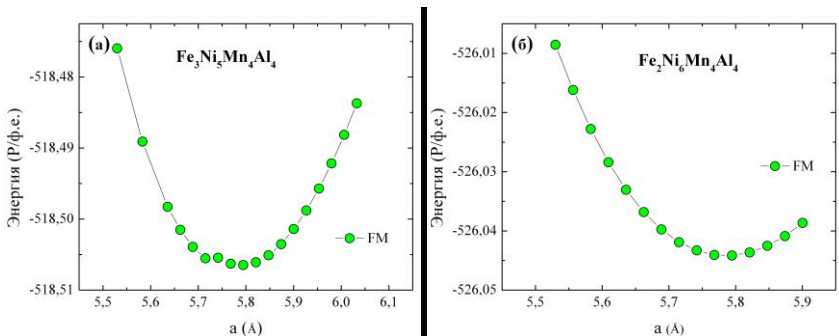 (а)
Fe₃Ni₅Mn₄Al₄
Энергия (Р/ф.е.)
-518,48
-518,49
-518,50
-518,51
FM
5,5 5,6 5,7 5,8 5,9 6,0 6,1
a (Å)
(б)
Fe₂Ni₆Mn₄Al₄
Энергия (Р/ф.е.)
-526,01
-526,02
-526,03
-526,04
-526,05
FM
5,5 5,6 5,7 5,8 5,9
a (Å)